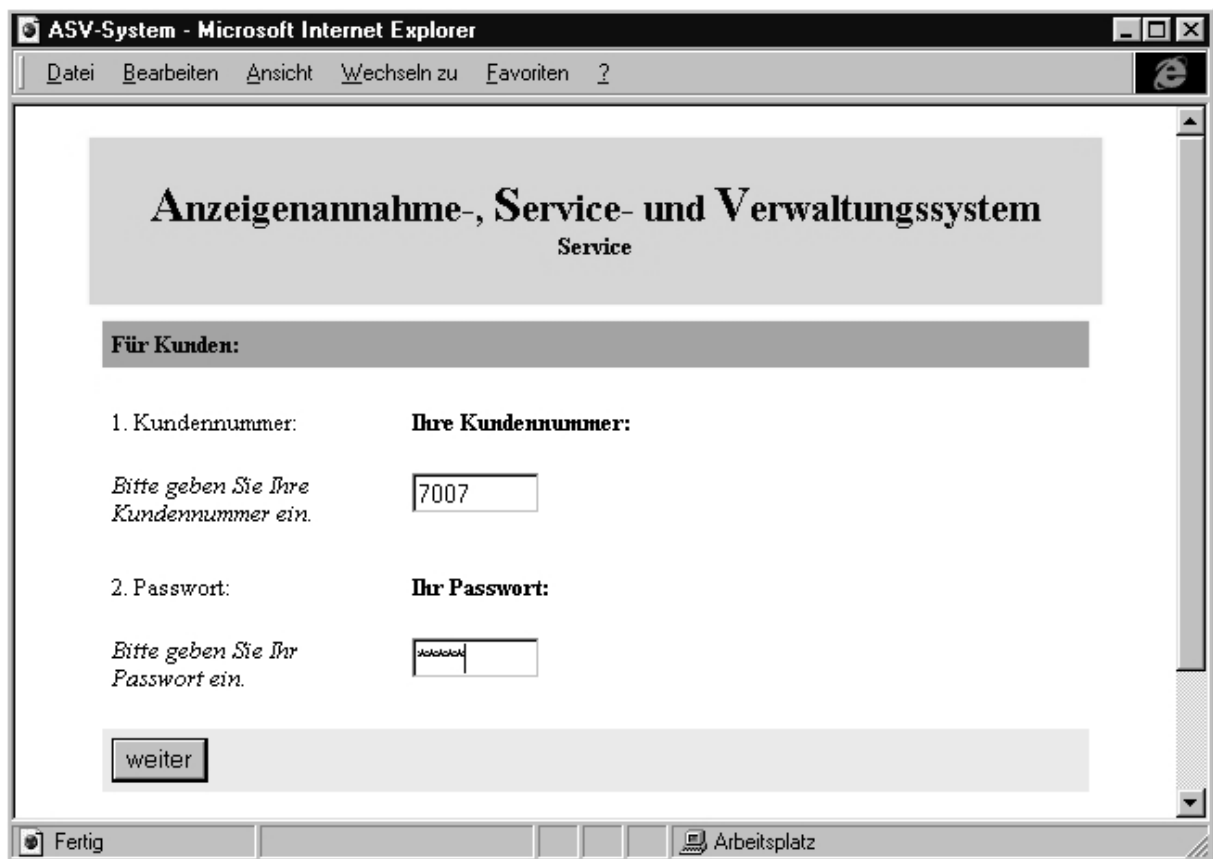 ASV-System - Microsoft Internet Explorer
Datei Bearbeiten Ansicht Wechseln zu Favoriten ?
Anzeigenannahme-, Service- und Verwaltungssystem
Service
Für Kunden:
1. Kundennummer: Ihre Kundennummer:
Bitte geben Sie Ihre
Kundennummer ein.
7007
2. Passwort: Ihr Passwort:
Bitte geben Sie Ihr
Passwort ein.
******
weiter
Fertig Arbeitsplatz